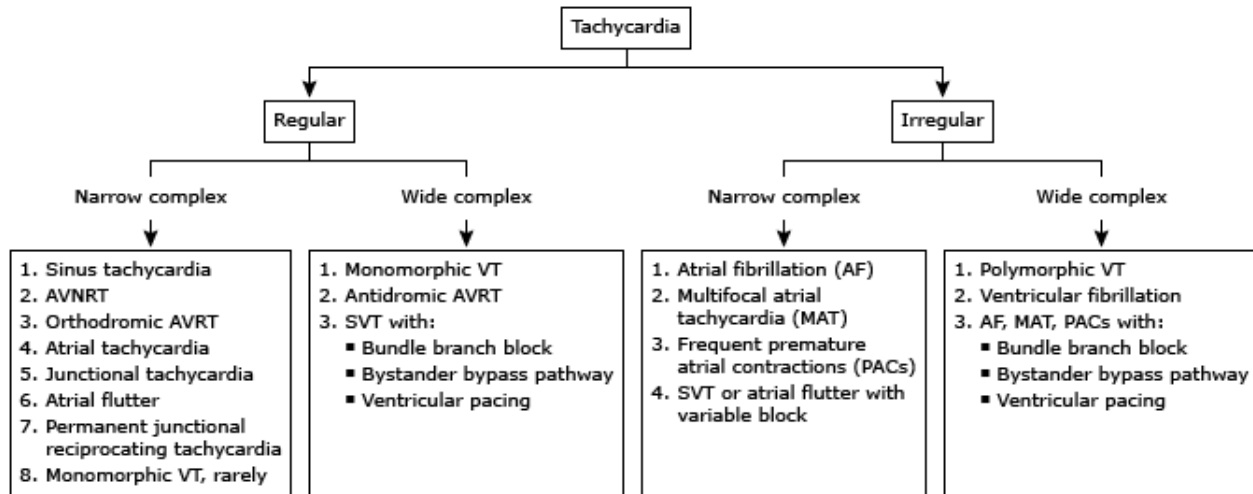 Tachycardia
Regular
Irregular
Narrow complex
Wide complex
Narrow complex
Wide complex
1. Sinus tachycardia
2. AVNRT
3. Orthodromic AVRT
4. Atrial tachycardia
5. Junctional tachycardia
6. Atrial flutter
7. Permanent junctional
reciprocating tachycardia
8. Monomorphic VT, rarely
1. Monomorphic VT
2. Antidromic AVRT
3. SVT with:
▪ Bundle branch block
▪ Bystander bypass pathway
▪ Ventricular pacing
1. Atrial fibrillation (AF)
2. Multifocal atrial
tachycardia (MAT)
3. Frequent premature
atrial contractions (PACs)
4. SVT or atrial flutter with
variable block
1. Polymorphic VT
2. Ventricular fibrillation
3. AF, MAT, PACs with:
▪ Bundle branch block
▪ Bystander bypass pathway
▪ Ventricular pacing